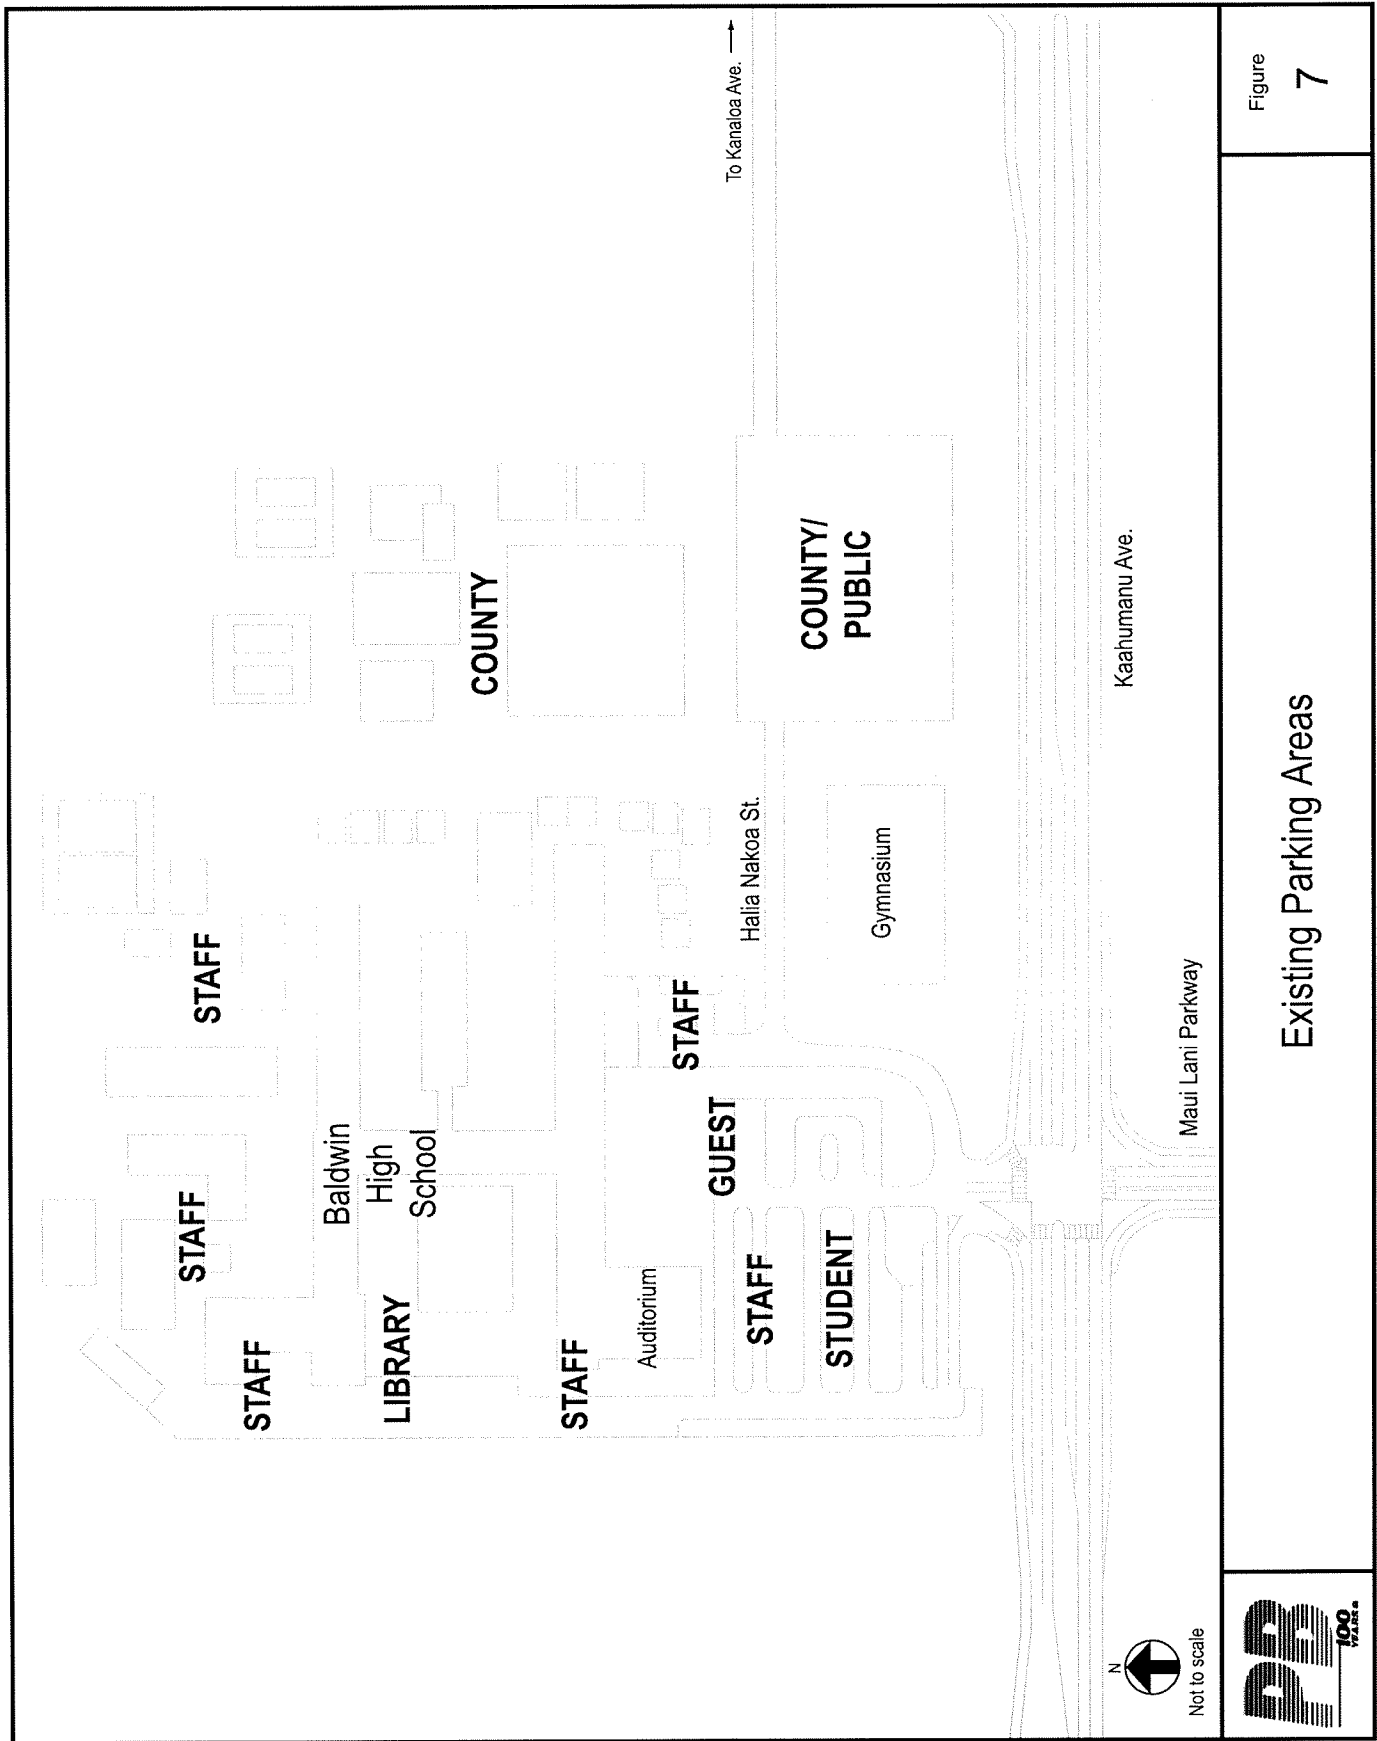 STAFF
STAFF
STAFF
Baldwin
High
School
LIBRARY
COUNTY
STAFF
Auditorium
STAFF
GUEST
To Kanaloa Ave.
Halia Nakoa St.
STAFF
COUNTY/
PUBLIC
STUDENT
Gymnasium
Kaahumanu Ave.
N
Maui Lani Parkway
Not to scale
PB
100
YEARS
Existing Parking Areas
Figure
7